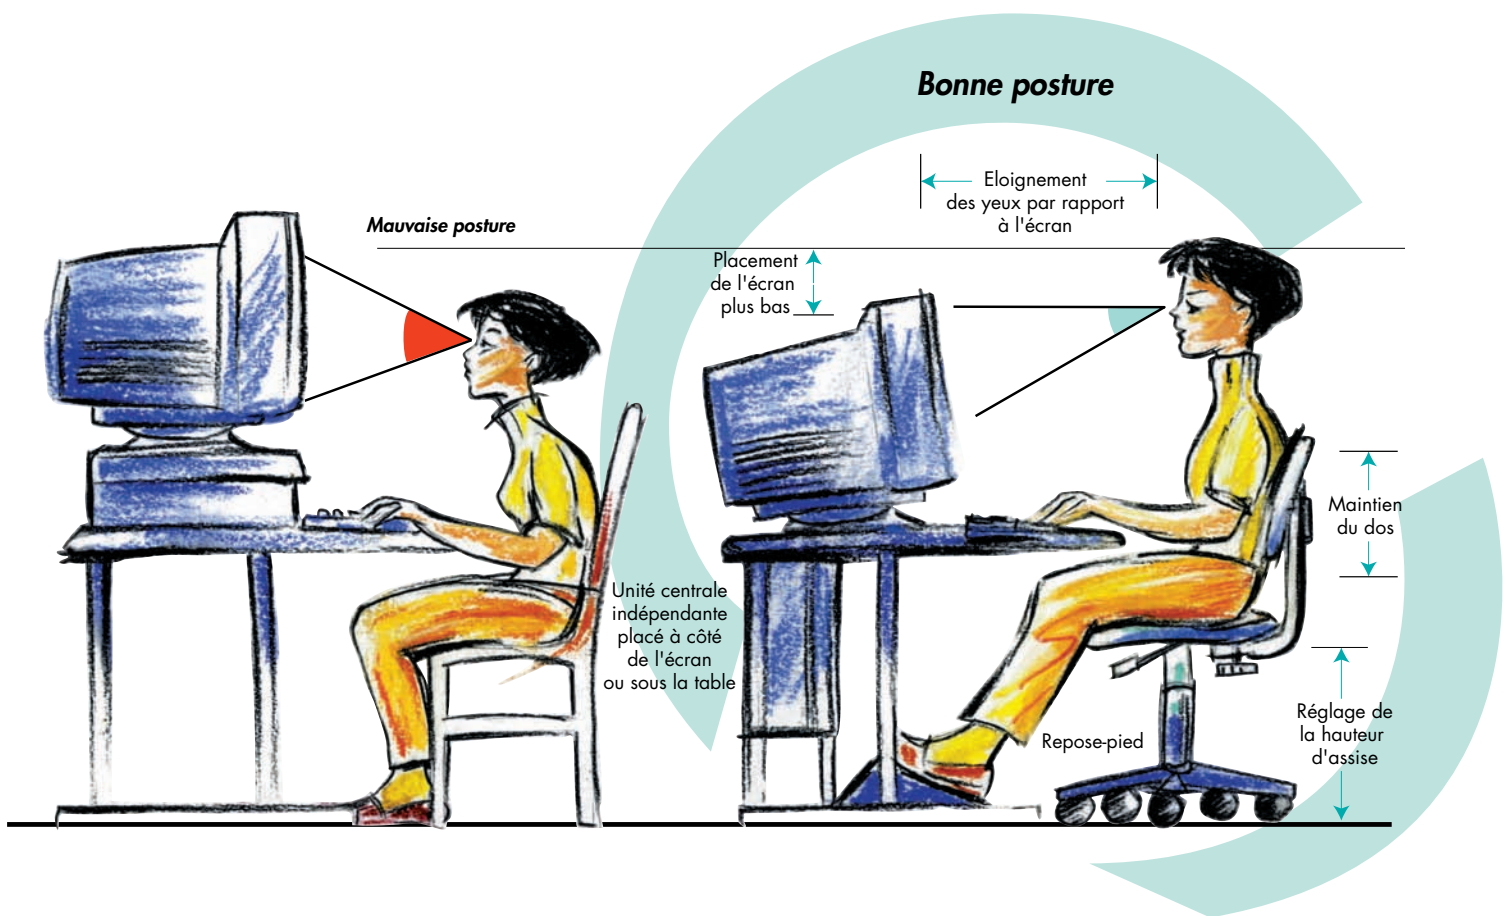 Bonne posture
Eloignement
des yeux par rapport
à l'écran
Mauvaise posture
Placement
de l'écran
plus bas
Maintien
du dos
Unité centrale
indépendante
placé à côté
de l'écran
ou sous la table
Repose-pied
Réglage de
la hauteur
d'assise